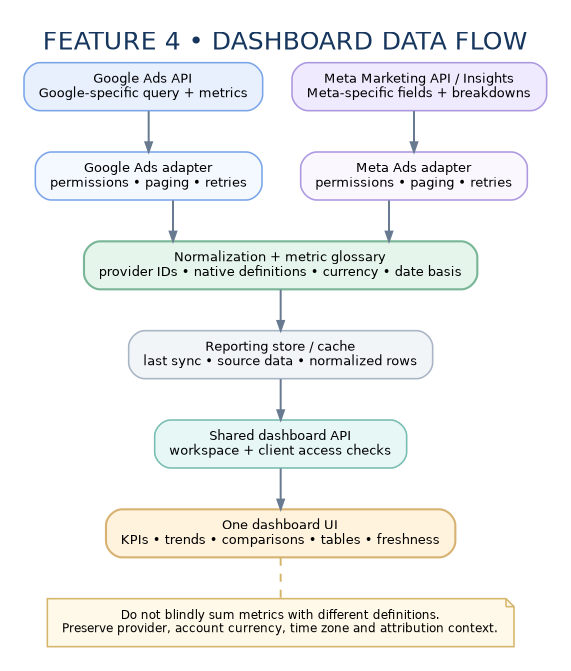 FEATURE 4 • DASHBOARD DATA FLOW
Google Ads API
Google-specific query + metrics
Meta Marketing API / Insights
Meta-specific fields + breakdowns
Google Ads adapter
permissions • paging • retries
Meta Ads adapter
permissions • paging • retries
Normalization + metric glossary
provider IDs • native definitions • currency • date basis
Reporting store / cache
last sync • source data • normalized rows
Shared dashboard API
workspace + client access checks
One dashboard UI
KPIs • trends • comparisons • tables • freshness
Do not blindly sum metrics with different definitions.
Preserve provider, account currency, time zone and attribution context.